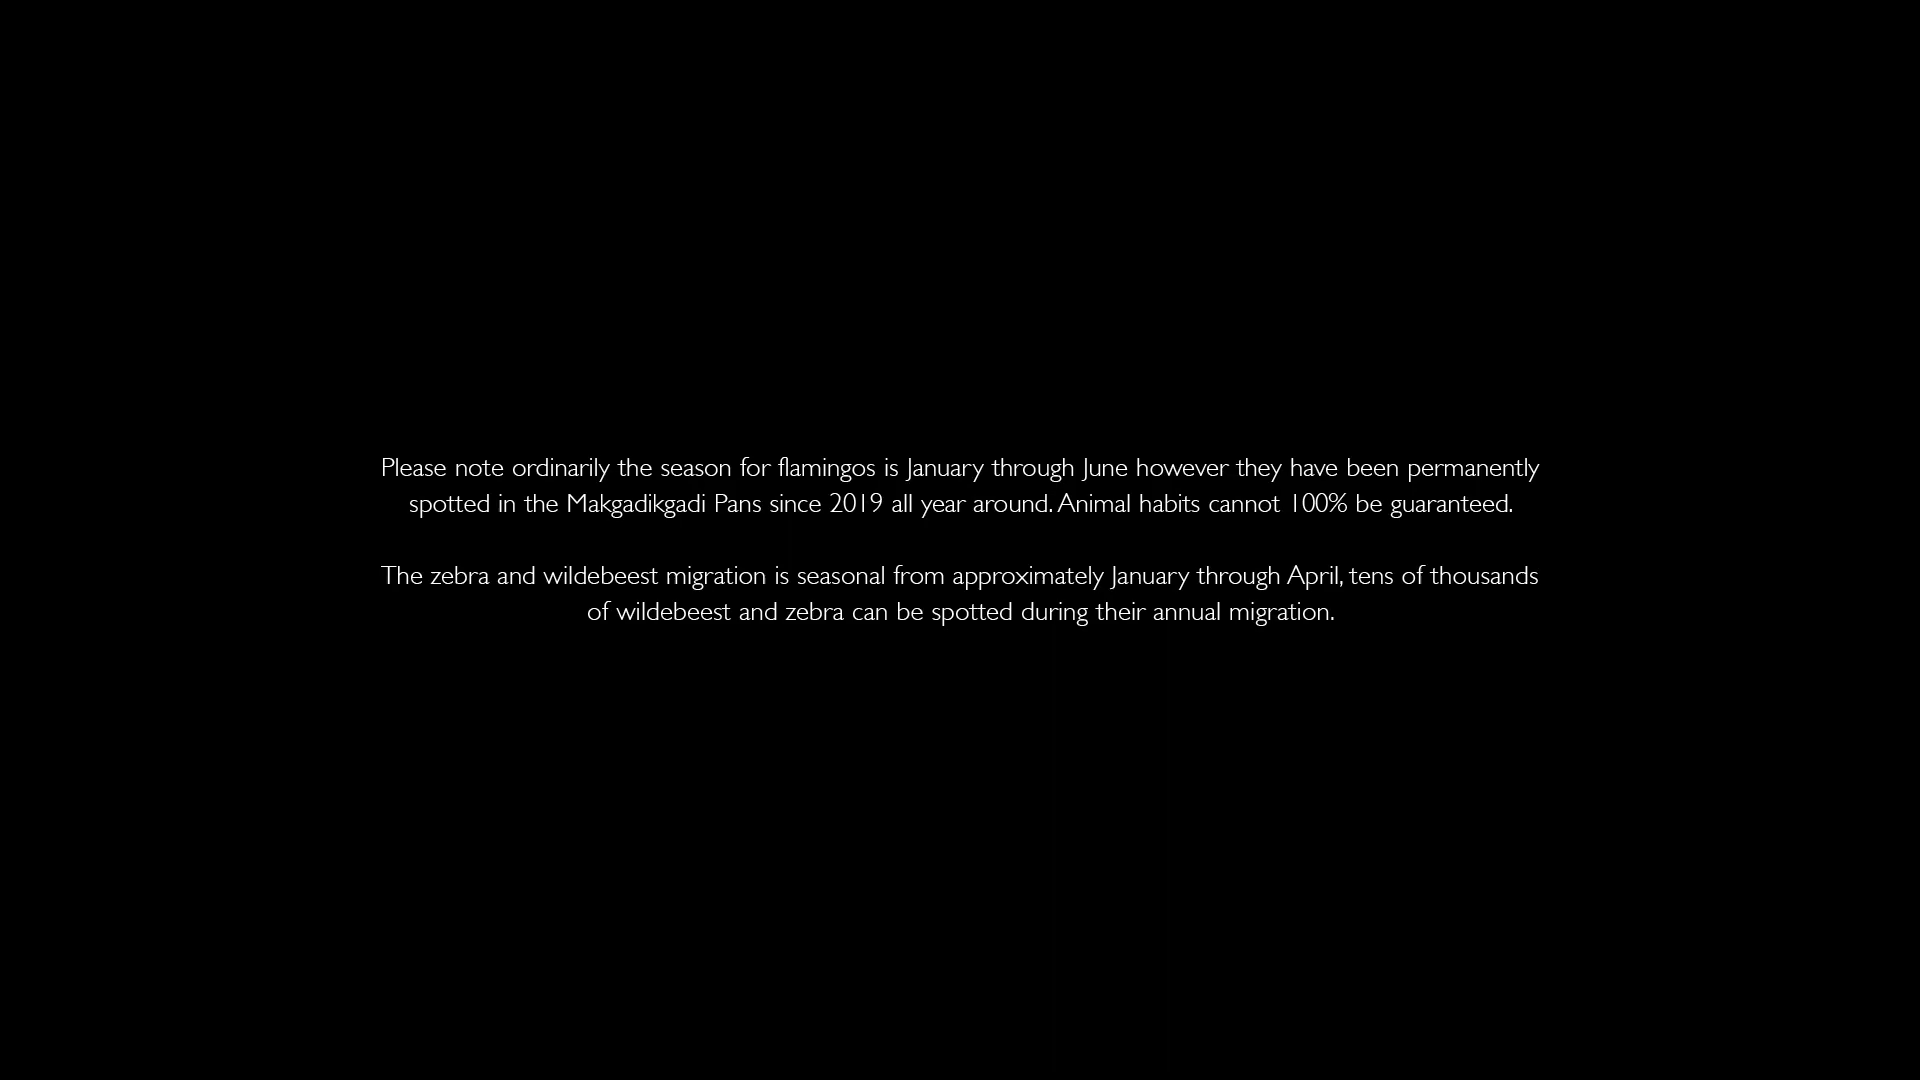 Please note ordinarily the season for flamingos is January through June however they have been permanently
spotted in the Makgadikgadi Pans since 2019 all year around. Animal habits cannot 100% be guaranteed.
The zebra and wildebeest migration is seasonal from approximately January through April, tens of thousands
of wildebeest and zebra can be spotted during their annual migration.